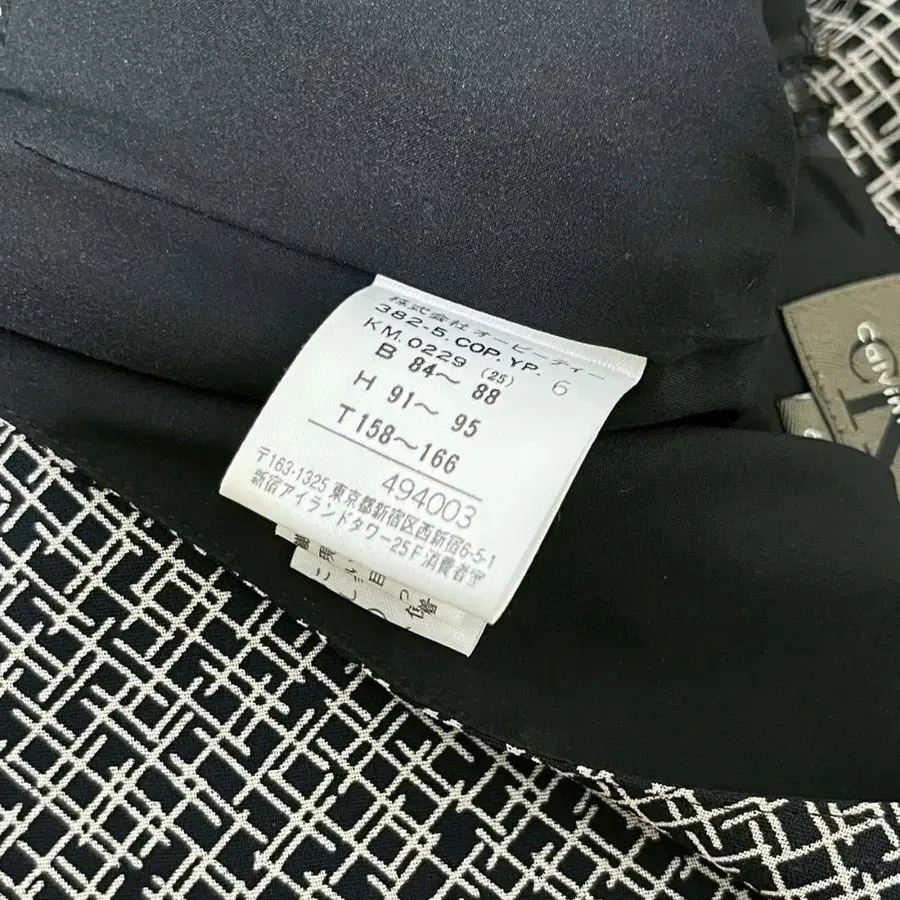 株式会社オーピーティー
382-5.COP.YP. 6
KM.0229 (25)
B 84〜 88
H 91〜 95
T 158〜166
494003
〒163-1325 東京都新宿区西新宿6-5-1
新宿アイランドタワー25F 消費者室